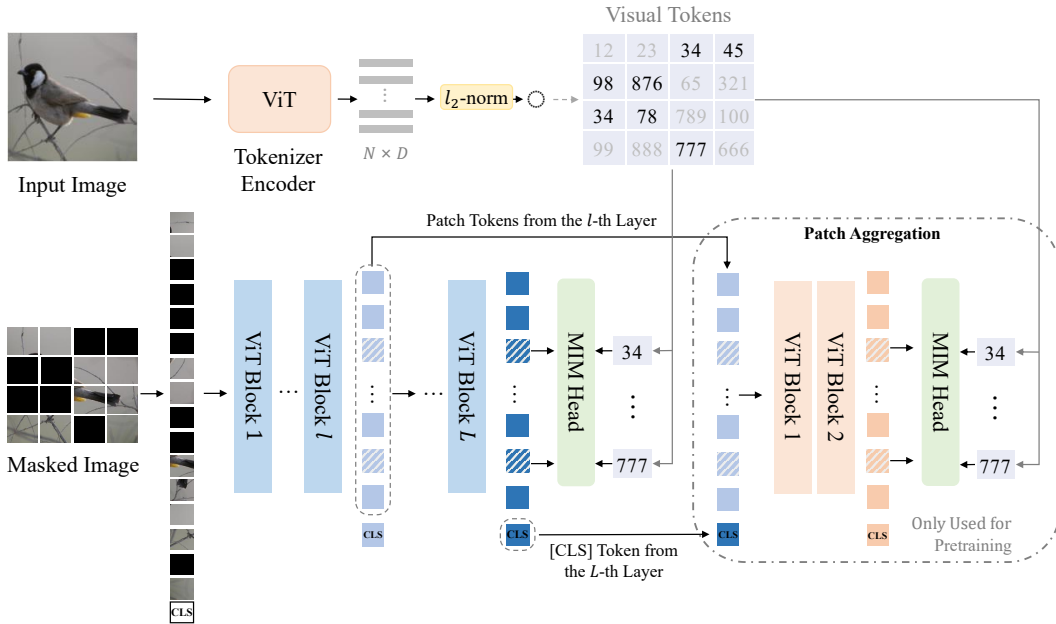 Visual Tokens
12 23 34 45
98 876 65 321
34 78 789 100
99 888 777 666
ViT
l₂-norm
N × D
Tokenizer
Encoder
Input Image
Patch Tokens from the l-th Layer
Patch Aggregation
ViT Block 1
...
ViT Block l
...
ViT Block L
MIM Head
34
...
777
ViT Block 1
ViT Block 2
MIM Head
34
...
777
Masked Image
CLS
CLS
CLS
CLS
CLS
[CLS] Token from
the L-th Layer
Only Used for
Pretraining